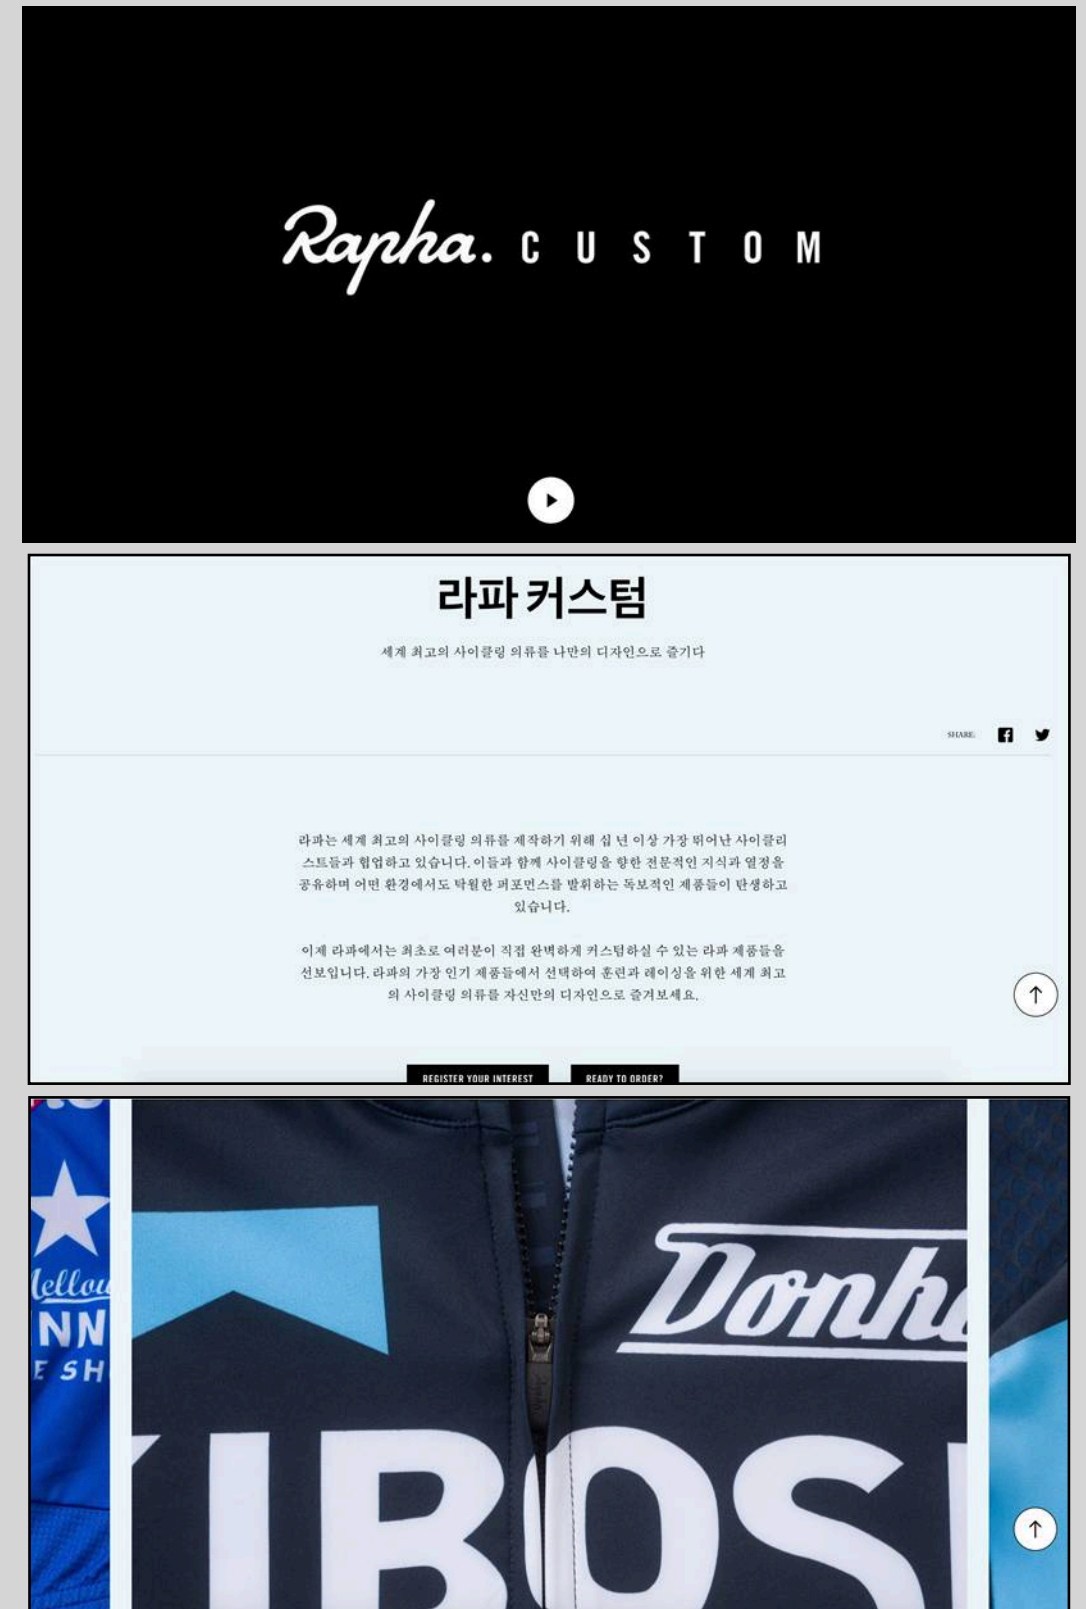 Rapha. CUSTOM
라파 커스텀
세계 최고의 사이클링 의류를 나만의 디자인으로 즐기다
SHARE:
라파는 세계 최고의 사이클링 의류를 제작하기 위해 십 년 이상 가장 뛰어난 사이클리
스트들과 협업하고 있습니다. 이들과 함께 사이클링을 향한 전문적인 지식과 열정을
공유하며 어떤 환경에서도 탁월한 퍼포먼스를 발휘하는 독보적인 제품들이 탄생하고
있습니다.
이제 라파에서는 최초로 여러분이 직접 완벽하게 커스텀하실 수 있는 라파 제품들을
선보입니다. 라파의 가장 인기 제품들에서 선택하여 훈련과 레이싱을 위한 세계 최고
의 사이클링 의류를 자신만의 디자인으로 즐겨보세요.
REGISTER YOUR INTEREST
READY TO ORDER?
Donh
IBOS
ellow
NN
E SH